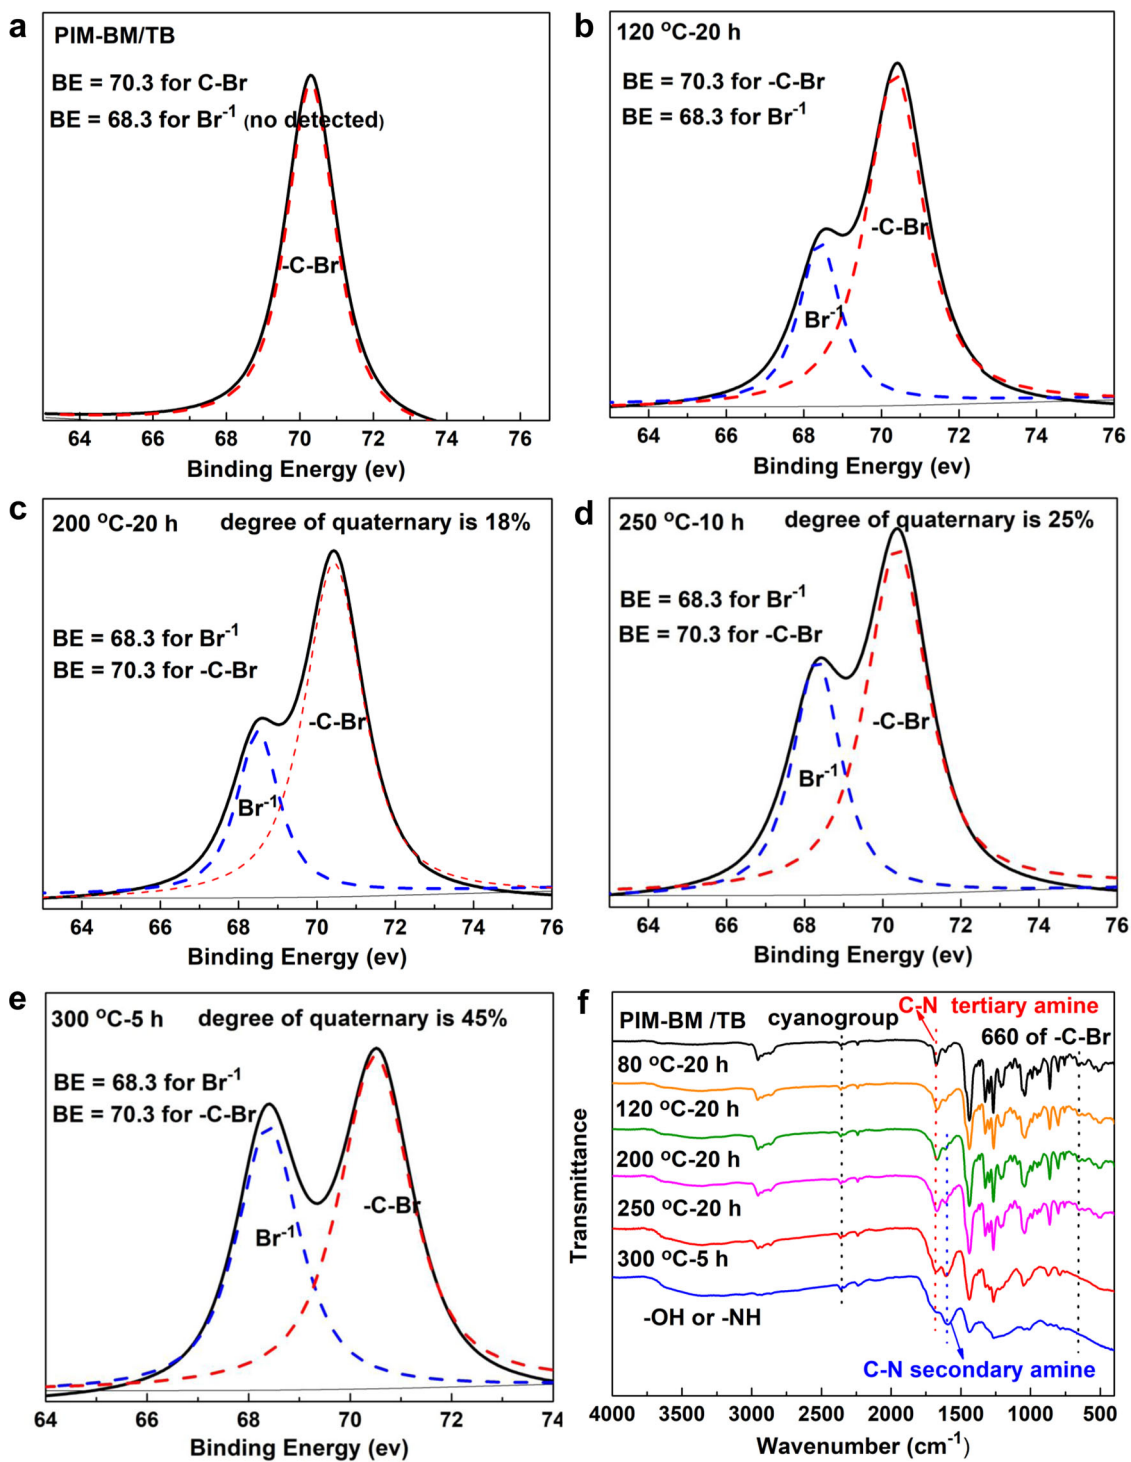 a
PIM-BM/TB
BE = 70.3 for C-Br
BE = 68.3 for Br⁻¹ (no detected)
-C-Br
64 66 68 70 72 74 76
Binding Energy (ev)
b
120 °C-20 h
BE = 70.3 for -C-Br
BE = 68.3 for Br⁻¹
-C-Br
Br⁻¹
64 66 68 70 72 74 76
Binding Energy (ev)
c
200 °C-20 h degree of quaternary is 18%
BE = 68.3 for Br⁻¹
BE = 70.3 for -C-Br
-C-Br
Br⁻¹
64 66 68 70 72 74 76
Binding Energy (ev)
d
250 °C-10 h degree of quaternary is 25%
BE = 68.3 for Br⁻¹
BE = 70.3 for -C-Br
-C-Br
Br⁻¹
64 66 68 70 72 74 76
Binding Energy (ev)
e
300 °C-5 h degree of quaternary is 45%
BE = 68.3 for Br⁻¹
BE = 70.3 for -C-Br
-C-Br
Br⁻¹
64 66 68 70 72 74
Binding Energy (ev)
f
C-N tertiary amine
PIM-BM /TB cyanogroup
660 of -C-Br
80 °C-20 h
120 °C-20 h
200 °C-20 h
250 °C-20 h
300 °C-5 h
-OH or -NH
C-N secondary amine
Transmittance
4000 3500 3000 2500 2000 1500 1000 500
Wavenumber (cm⁻¹)